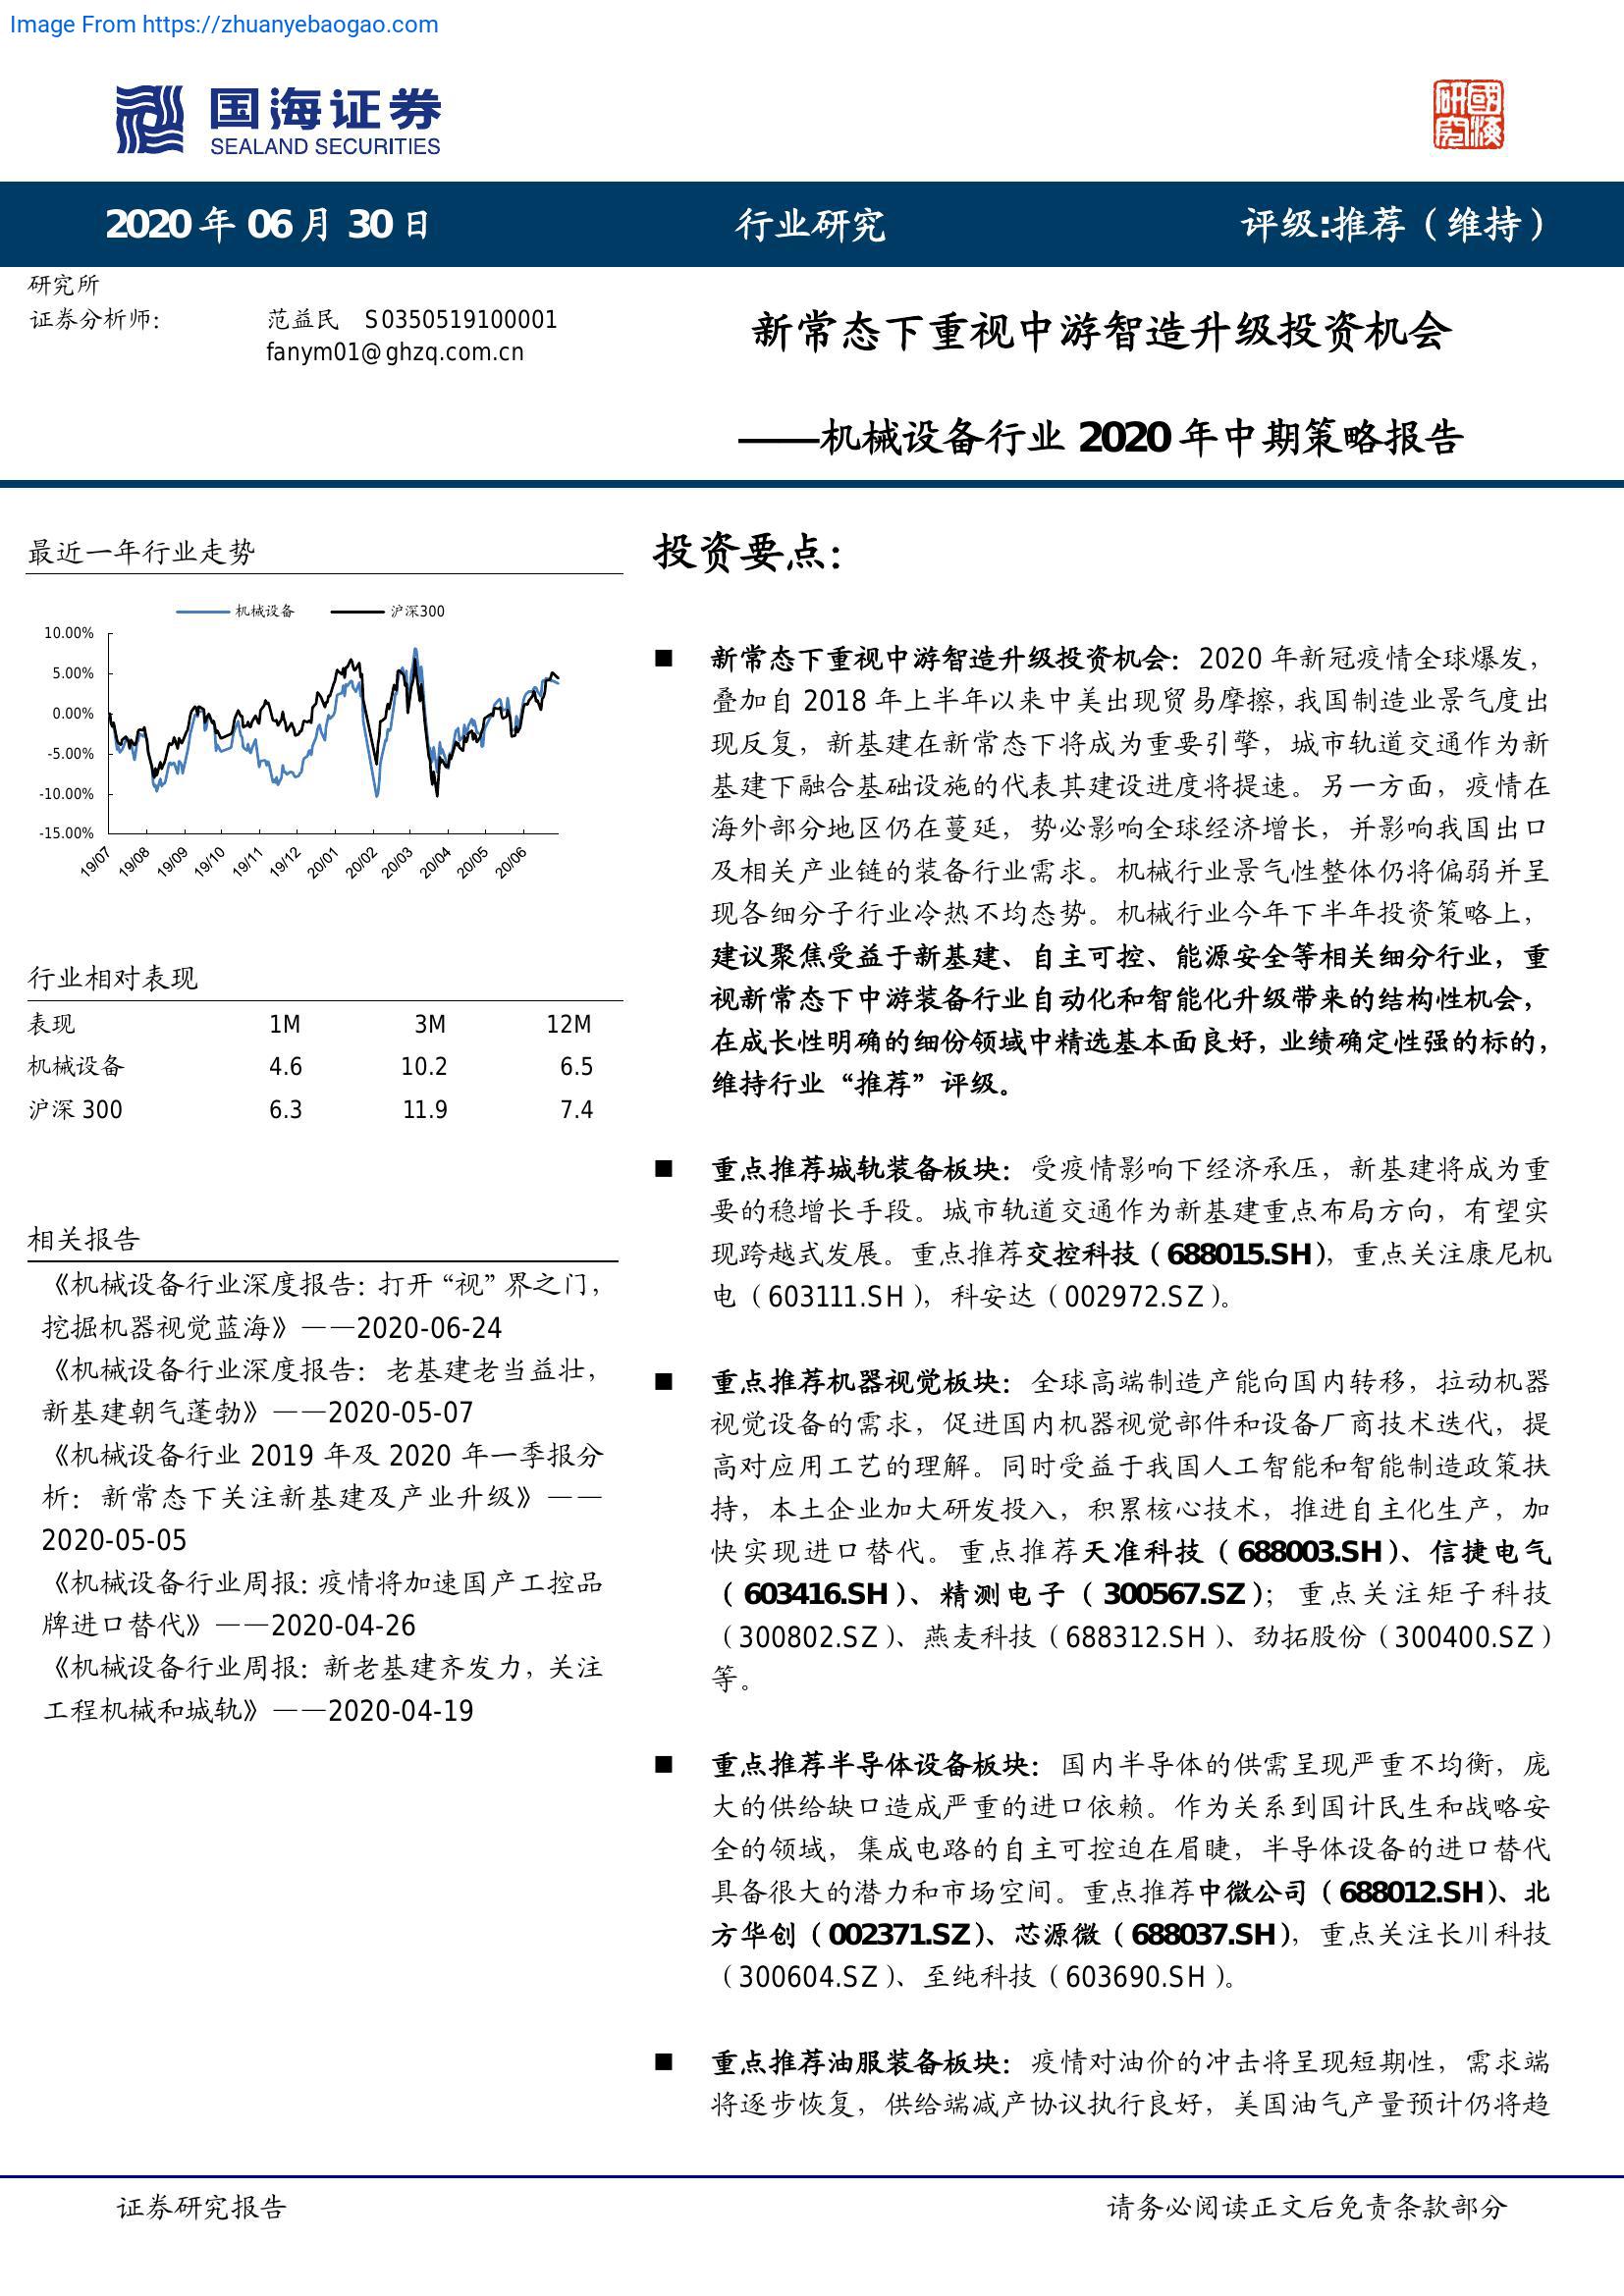 Image From https://zhuanyebaogao.com
国海证券
SEALAND SECURITIES
國海研究
2020 年 06 月 30 日
行业研究
评级:推荐（维持）
研究所
证券分析师：
范益民 S0350519100001
fanym01@ghzq.com.cn
新常态下重视中游智造升级投资机会
——机械设备行业 2020 年中期策略报告
最近一年行业走势
机械设备 沪深300
10.00%
5.00%
0.00%
-5.00%
-10.00%
-15.00%
19/07 19/08 19/09 19/10 19/11 19/12 20/01 20/02 20/03 20/04 20/05 20/06
行业相对表现
表现 1M 3M 12M
机械设备 4.6 10.2 6.5
沪深 300 6.3 11.9 7.4
相关报告
《机械设备行业深度报告：打开“视”界之门，
挖掘机器视觉蓝海》——2020-06-24
《机械设备行业深度报告：老基建老当益壮，
新基建朝气蓬勃》——2020-05-07
《机械设备行业 2019 年及 2020 年一季报分
析：新常态下关注新基建及产业升级》——
2020-05-05
《机械设备行业周报：疫情将加速国产工控品
牌进口替代》——2020-04-26
《机械设备行业周报：新老基建齐发力，关注
工程机械和城轨》——2020-04-19
投资要点：
■ 新常态下重视中游智造升级投资机会：2020 年新冠疫情全球爆发，
叠加自 2018 年上半年以来中美出现贸易摩擦，我国制造业景气度出
现反复，新基建在新常态下将成为重要引擎，城市轨道交通作为新
基建下融合基础设施的代表其建设进度将提速。另一方面，疫情在
海外部分地区仍在蔓延，势必影响全球经济增长，并影响我国出口
及相关产业链的装备行业需求。机械行业景气性整体仍将偏弱并呈
现各细分子行业冷热不均态势。机械行业今年下半年投资策略上，
建议聚焦受益于新基建、自主可控、能源安全等相关细分行业，重
视新常态下中游装备行业自动化和智能化升级带来的结构性机会，
在成长性明确的细份领域中精选基本面良好，业绩确定性强的标的，
维持行业“推荐”评级。
■ 重点推荐城轨装备板块：受疫情影响下经济承压，新基建将成为重
要的稳增长手段。城市轨道交通作为新基建重点布局方向，有望实
现跨越式发展。重点推荐交控科技（688015.SH），重点关注康尼机
电（603111.SH），科安达（002972.SZ）。
■ 重点推荐机器视觉板块：全球高端制造产能向国内转移，拉动机器
视觉设备的需求，促进国内机器视觉部件和设备厂商技术迭代，提
高对应用工艺的理解。同时受益于我国人工智能和智能制造政策扶
持，本土企业加大研发投入，积累核心技术，推进自主化生产，加
快实现进口替代。重点推荐天准科技（688003.SH）、信捷电气
（603416.SH）、精测电子（300567.SZ）；重点关注矩子科技
（300802.SZ）、燕麦科技（688312.SH）、劲拓股份（300400.SZ）
等。
■ 重点推荐半导体设备板块：国内半导体的供需呈现严重不均衡，庞
大的供给缺口造成严重的进口依赖。作为关系到国计民生和战略安
全的领域，集成电路的自主可控迫在眉睫，半导体设备的进口替代
具备很大的潜力和市场空间。重点推荐中微公司（688012.SH）、北
方华创（002371.SZ）、芯源微（688037.SH），重点关注长川科技
（300604.SZ）、至纯科技（603690.SH）。
■ 重点推荐油服装备板块：疫情对油价的冲击将呈现短期性，需求端
将逐步恢复，供给端减产协议执行良好，美国油气产量预计仍将趋
证券研究报告
请务必阅读正文后免责条款部分